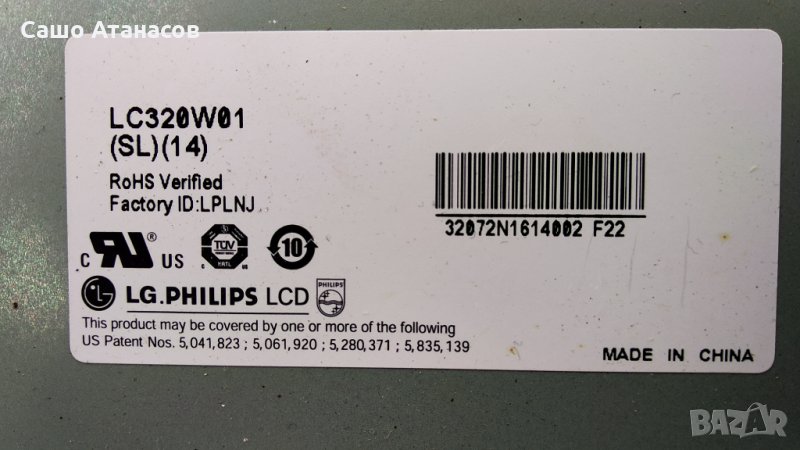 Сашо Атанасов
LC320W01
(SL)(14)
RoHS Verified
Factory ID:LPLNJ
32072N1614002 F22
C RU ® US
TÜV
10
LG.PHILIPS LCD
PHILIPS
This product may be covered by one or more of the following
US Patent Nos. 5,041,823 ; 5,061,920 ; 5,280,371 ; 5,835,139
MADE IN CHINA
BAZAR